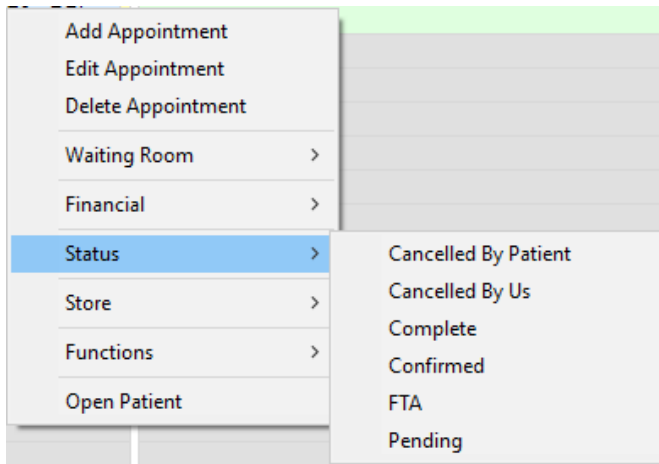 Add Appointment
Edit Appointment
Delete Appointment
Waiting Room
Financial
Status
Store
Functions
Open Patient
Cancelled By Patient
Cancelled By Us
Complete
Confirmed
FTA
Pending